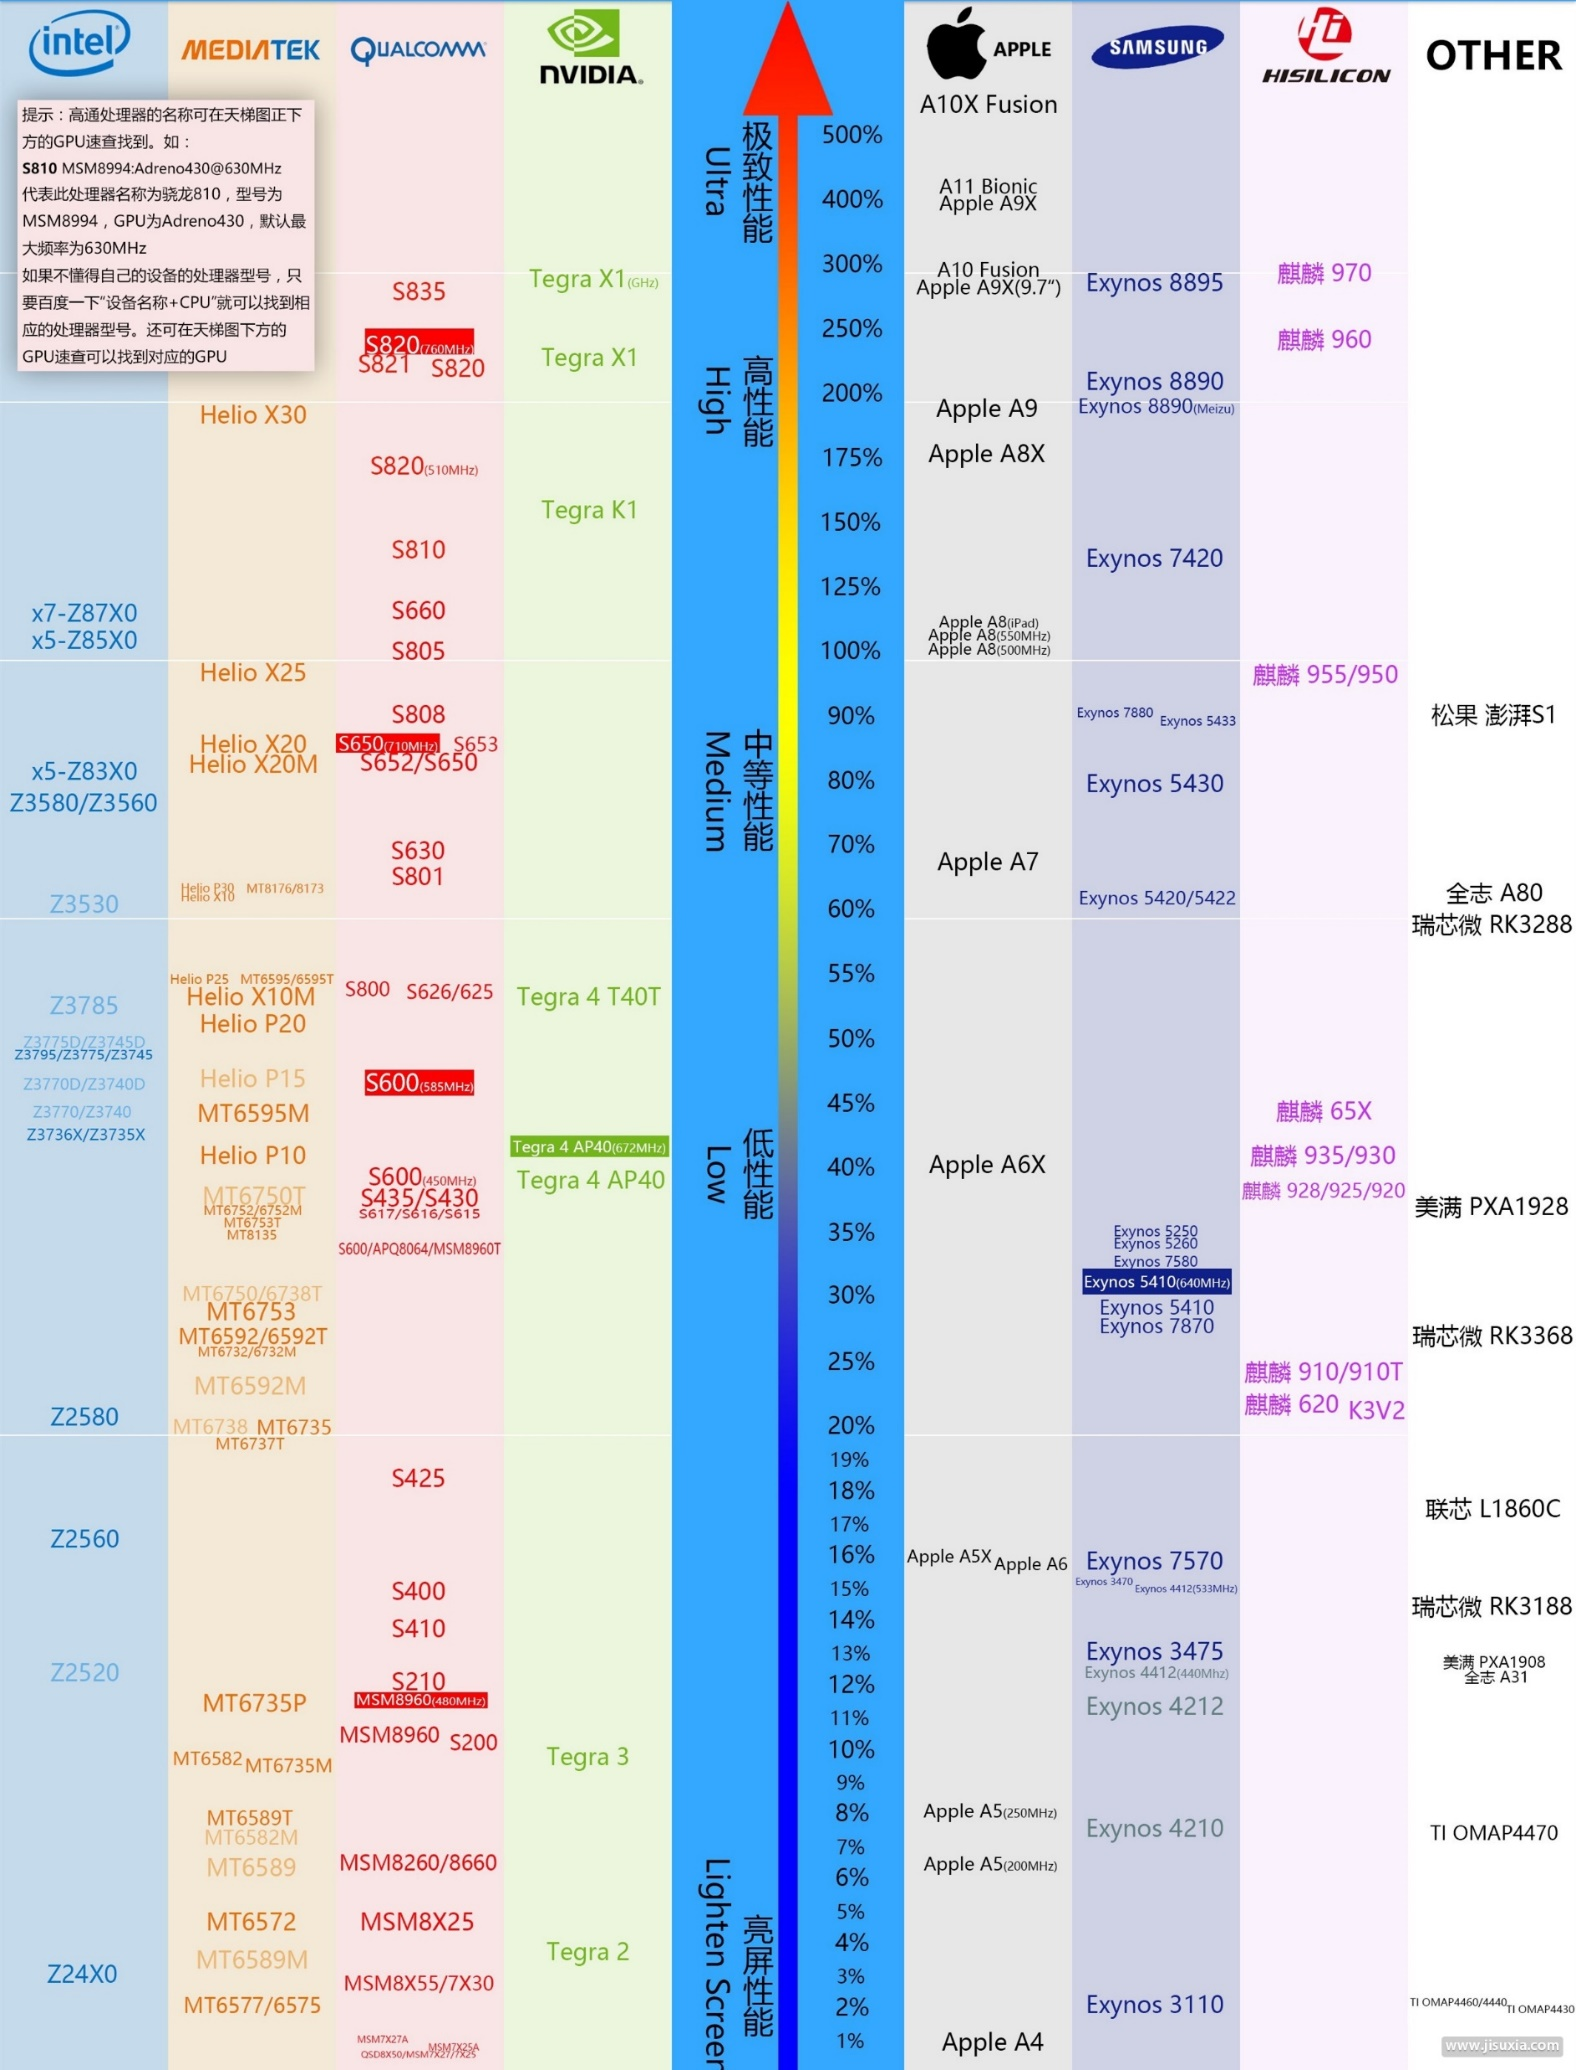 intel
MEDIATEK
QUALCOMM
NVIDIA.
APPLE
SAMSUNG
HISILICON
OTHER
提示：高通处理器的名称可在天梯图正下
方的GPU速查找到。如：
S810 MSM8994:Adreno430@630MHz
代表此处理器名称为骁龙810，型号为
MSM8994，GPU为Adreno430，默认最
大频率为630MHz
如果不懂得自己的设备的处理器型号，只
要百度一下“设备名称+CPU”就可以找到相
应的处理器型号。还可在天梯图下方的
GPU速查可以找到对应的GPU
x7-Z87X0
x5-Z85X0
x5-Z83X0
Z3580/Z3560
Z3530
Z3785
Z3775D/Z3745D
Z3795/Z3775/Z3745
Z3770D/Z3740D
Z3770/Z3740
Z3736X/Z3735X
Z2580
Z2560
Z2520
Z24X0
Helio X30
Helio X25
Helio X20
Helio X20M
Helio P30 MT8176/8173
Helio X10
Helio P25 MT6595/6595T
Helio X10M
Helio P20
Helio P15
MT6595M
Helio P10
MT6750T
MT6752/6752M
MT6753T
MT8135
MT6750/6738T
MT6753
MT6592/6592T
MT6732/6732M
MT6592M
MT6738 MT6735
MT6737T
MT6735P
MT6582 MT6735M
MT6589T
MT6582M
MT6589
MT6572
MT6589M
MT6577/6575
S835
S820(760MHz)
S821 S820
S820(510MHz)
S810
S660
S805
S808
S650(710MHz) S653
S652/S650
S630
S801
S800 S626/625
S600(585MHz)
S600(450MHz)
S435/S430
S617/S616/S615
S600/APQ8064/MSM8960T
S425
S400
S410
S210
MSM8960(480MHz)
MSM8960 S200
MSM8260/8660
MSM8X25
MSM8X55/7X30
MSM7X27A
MSM7X25A
QSD8X50/MSM7X27/7X25
Tegra X1(GHz)
Tegra X1
Tegra K1
Tegra 4 T40T
Tegra 4 AP40(672MHz)
Tegra 4 AP40
Tegra 3
Tegra 2
极致性能
Ultra
高性能
High
中等性能
Medium
低性能
Low
亮屏性能
Lighten Screen
500%
400%
300%
250%
200%
175%
150%
125%
100%
90%
80%
70%
60%
55%
50%
45%
40%
35%
30%
25%
20%
19%
18%
17%
16%
15%
14%
13%
12%
11%
10%
9%
8%
7%
6%
5%
4%
3%
2%
1%
A10X Fusion
A11 Bionic
Apple A9X
A10 Fusion
Apple A9X(9.7“)
Apple A9
Apple A8X
Apple A8(iPad)
Apple A8(550MHz)
Apple A8(500MHz)
Apple A7
Apple A6X
Apple A5X Apple A6
Apple A5(250MHz)
Apple A5(200MHz)
Apple A4
Exynos 8895
Exynos 8890
Exynos 8890(Meizu)
Exynos 7420
Exynos 7880 Exynos 5433
Exynos 5430
Exynos 5420/5422
Exynos 5250
Exynos 5260
Exynos 7580
Exynos 5410(640MHz)
Exynos 5410
Exynos 7870
Exynos 7570
Exynos 3470 Exynos 4412(533MHz)
Exynos 3475
Exynos 4412(440Mhz)
Exynos 4212
Exynos 4210
Exynos 3110
麒麟 970
麒麟 960
麒麟 955/950
麒麟 65X
麒麟 935/930
麒麟 928/925/920
麒麟 910/910T
麒麟 620 K3V2
松果 澎湃S1
全志 A80
瑞芯微 RK3288
美满 PXA1928
瑞芯微 RK3368
联芯 L1860C
瑞芯微 RK3188
美满 PXA1908
全志 A31
TI OMAP4470
TI OMAP4460/4440 TI OMAP4430
www.jisuxia.com